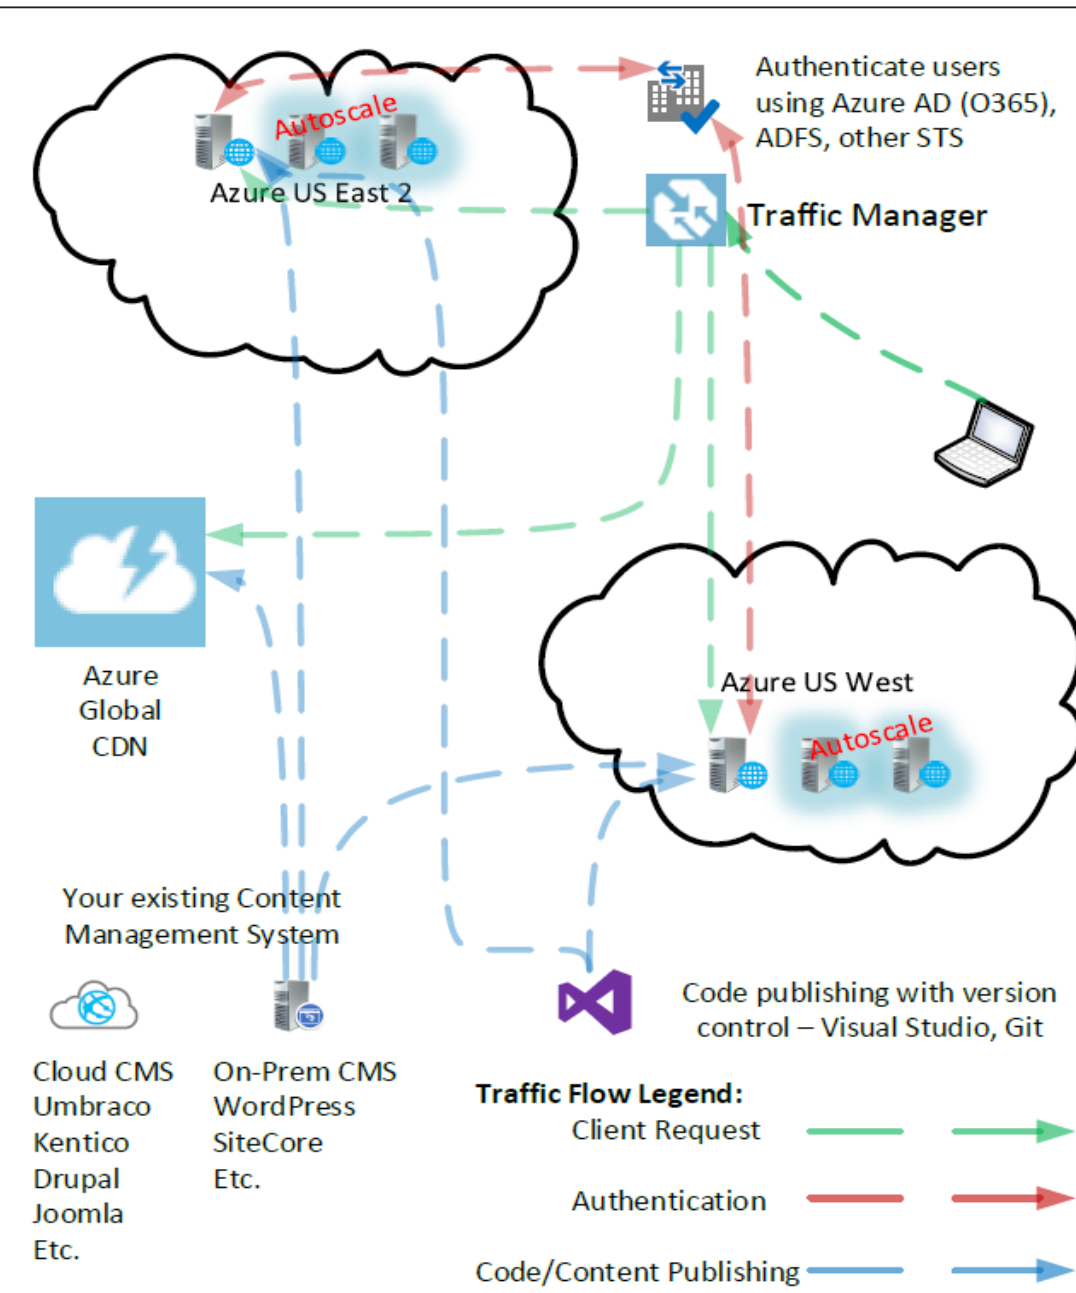 Authenticate users
using Azure AD (O365),
ADFS, other STS
Autoscale
Azure US East 2
Traffic Manager
Azure
Global
CDN
Azure US West
Autoscale
Your existing Content
Management System
Code publishing with version
control – Visual Studio, Git
Cloud CMS
Umbraco
Kentico
Drupal
Joomla
Etc.
On-Prem CMS
WordPress
SiteCore
Etc.
Traffic Flow Legend:
Client Request
Authentication
Code/Content Publishing